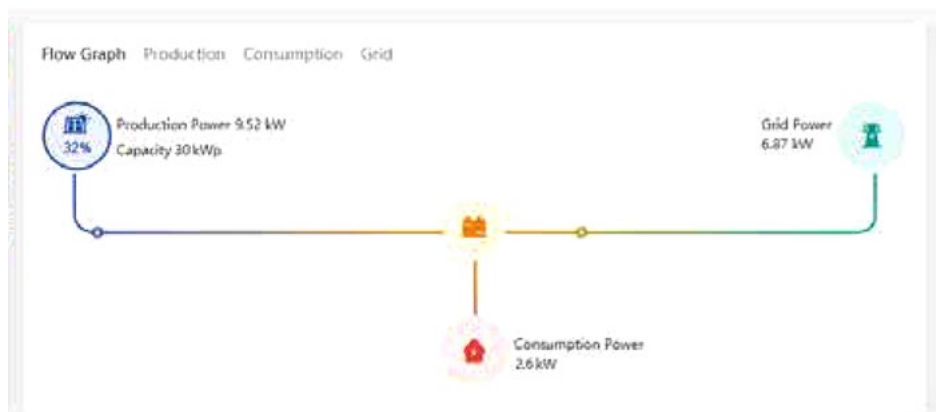 Flow Graph Production Consumption Grid
Production Power 9.52 kW
32%
Capacity 30 kWp
Grid Power
6.87 kW
Consumption Power
2.6 kW